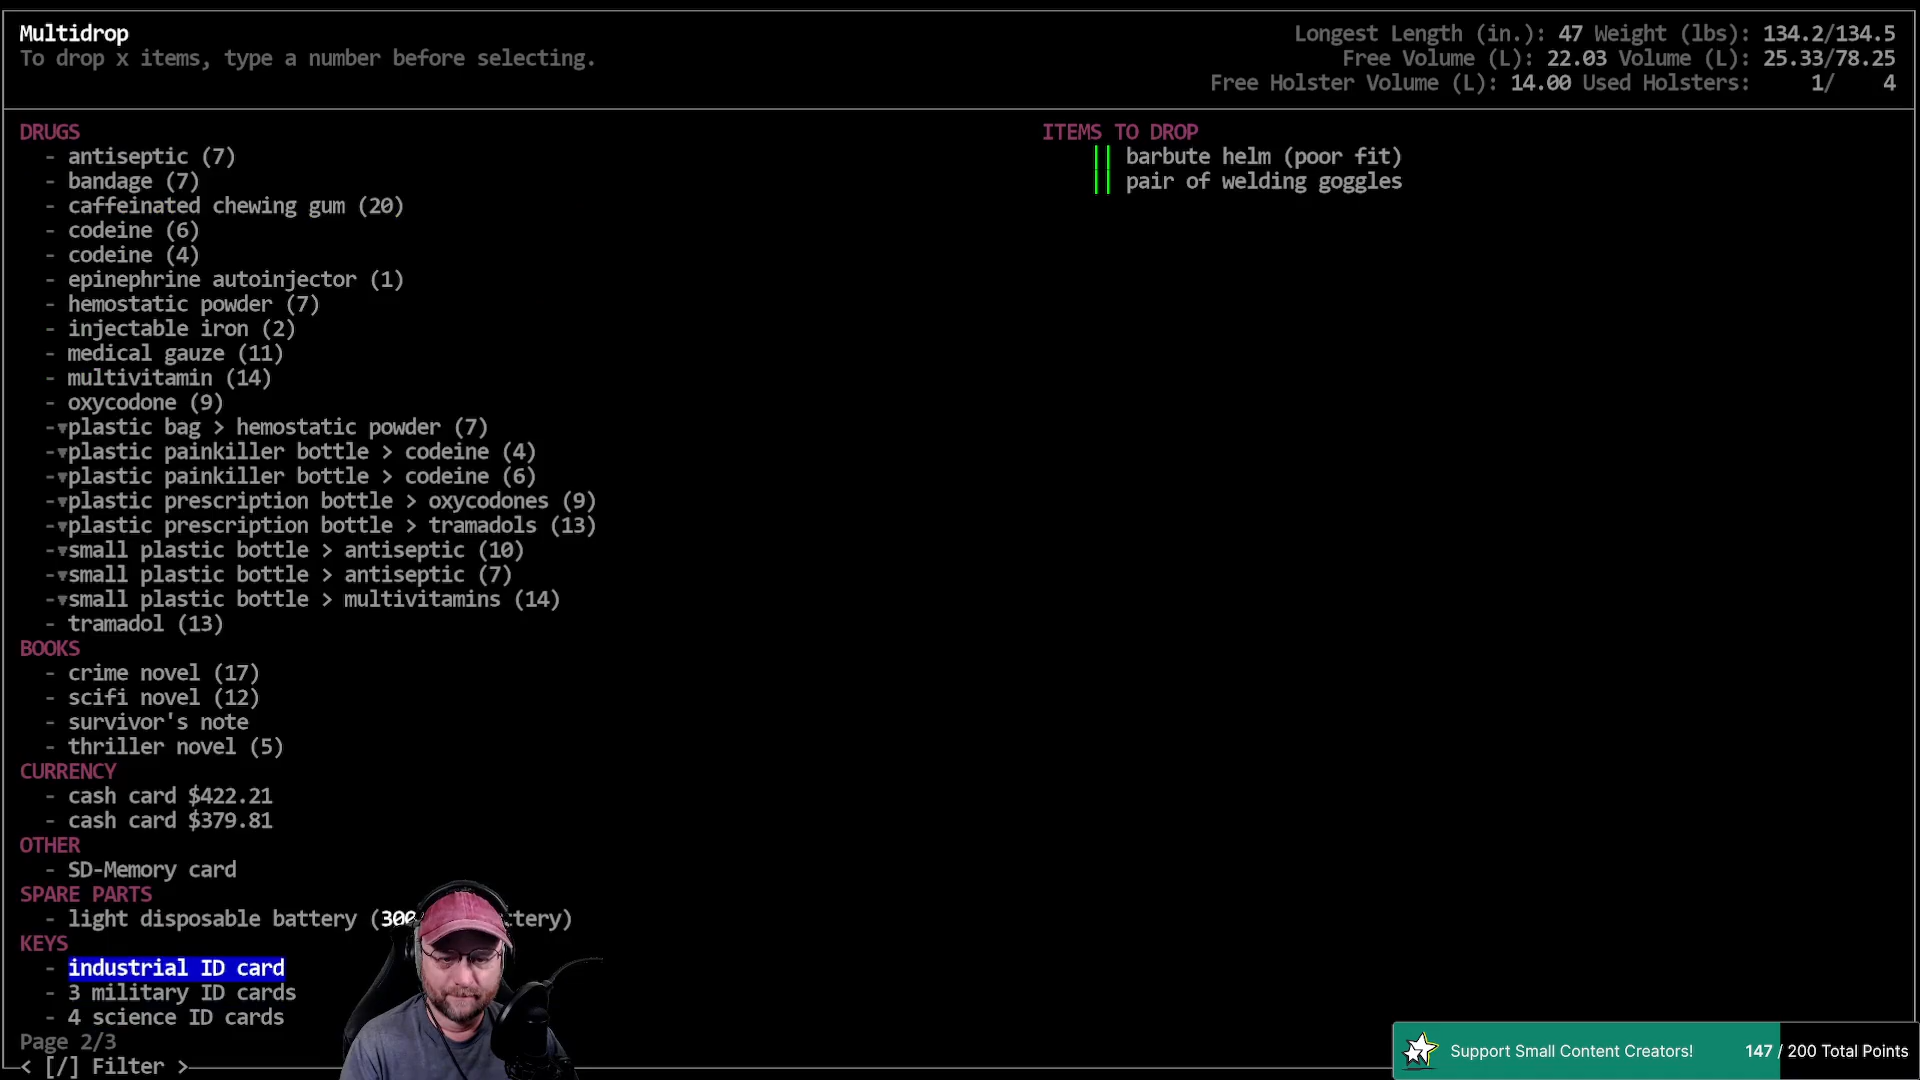 Multidrop
To drop x items, type a number before selecting.
Longest Length (in.): 47 Weight (lbs): 134.2/134.5
Free Volume (L): 22.03 Volume (L): 25.33/78.25
Free Holster Volume (L): 14.00 Used Holsters: 1/ 4
DRUGS
- antiseptic (7)
- bandage (7)
- caffeinated chewing gum (20)
- codeine (6)
- codeine (4)
- epinephrine autoinjector (1)
- hemostatic powder (7)
- injectable iron (2)
- medical gauze (11)
- multivitamin (14)
- oxycodone (9)
-▾plastic bag > hemostatic powder (7)
-▾plastic painkiller bottle > codeine (4)
-▾plastic painkiller bottle > codeine (6)
-▾plastic prescription bottle > oxycodones (9)
-▾plastic prescription bottle > tramadols (13)
-▾small plastic bottle > antiseptic (10)
-▾small plastic bottle > antiseptic (7)
-▾small plastic bottle > multivitamins (14)
- tramadol (13)
BOOKS
- crime novel (17)
- scifi novel (12)
- survivor's note
- thriller novel (5)
CURRENCY
- cash card $422.21
- cash card $379.81
OTHER
- SD-Memory card
SPARE PARTS
- light disposable battery (300 ttery)
KEYS
- industrial ID card
- 3 military ID cards
- 4 science ID cards
Page 2/3
< [/] Filter >
ITEMS TO DROP
|| barbute helm (poor fit)
|| pair of welding goggles
Support Small Content Creators! 147 / 200 Total Points